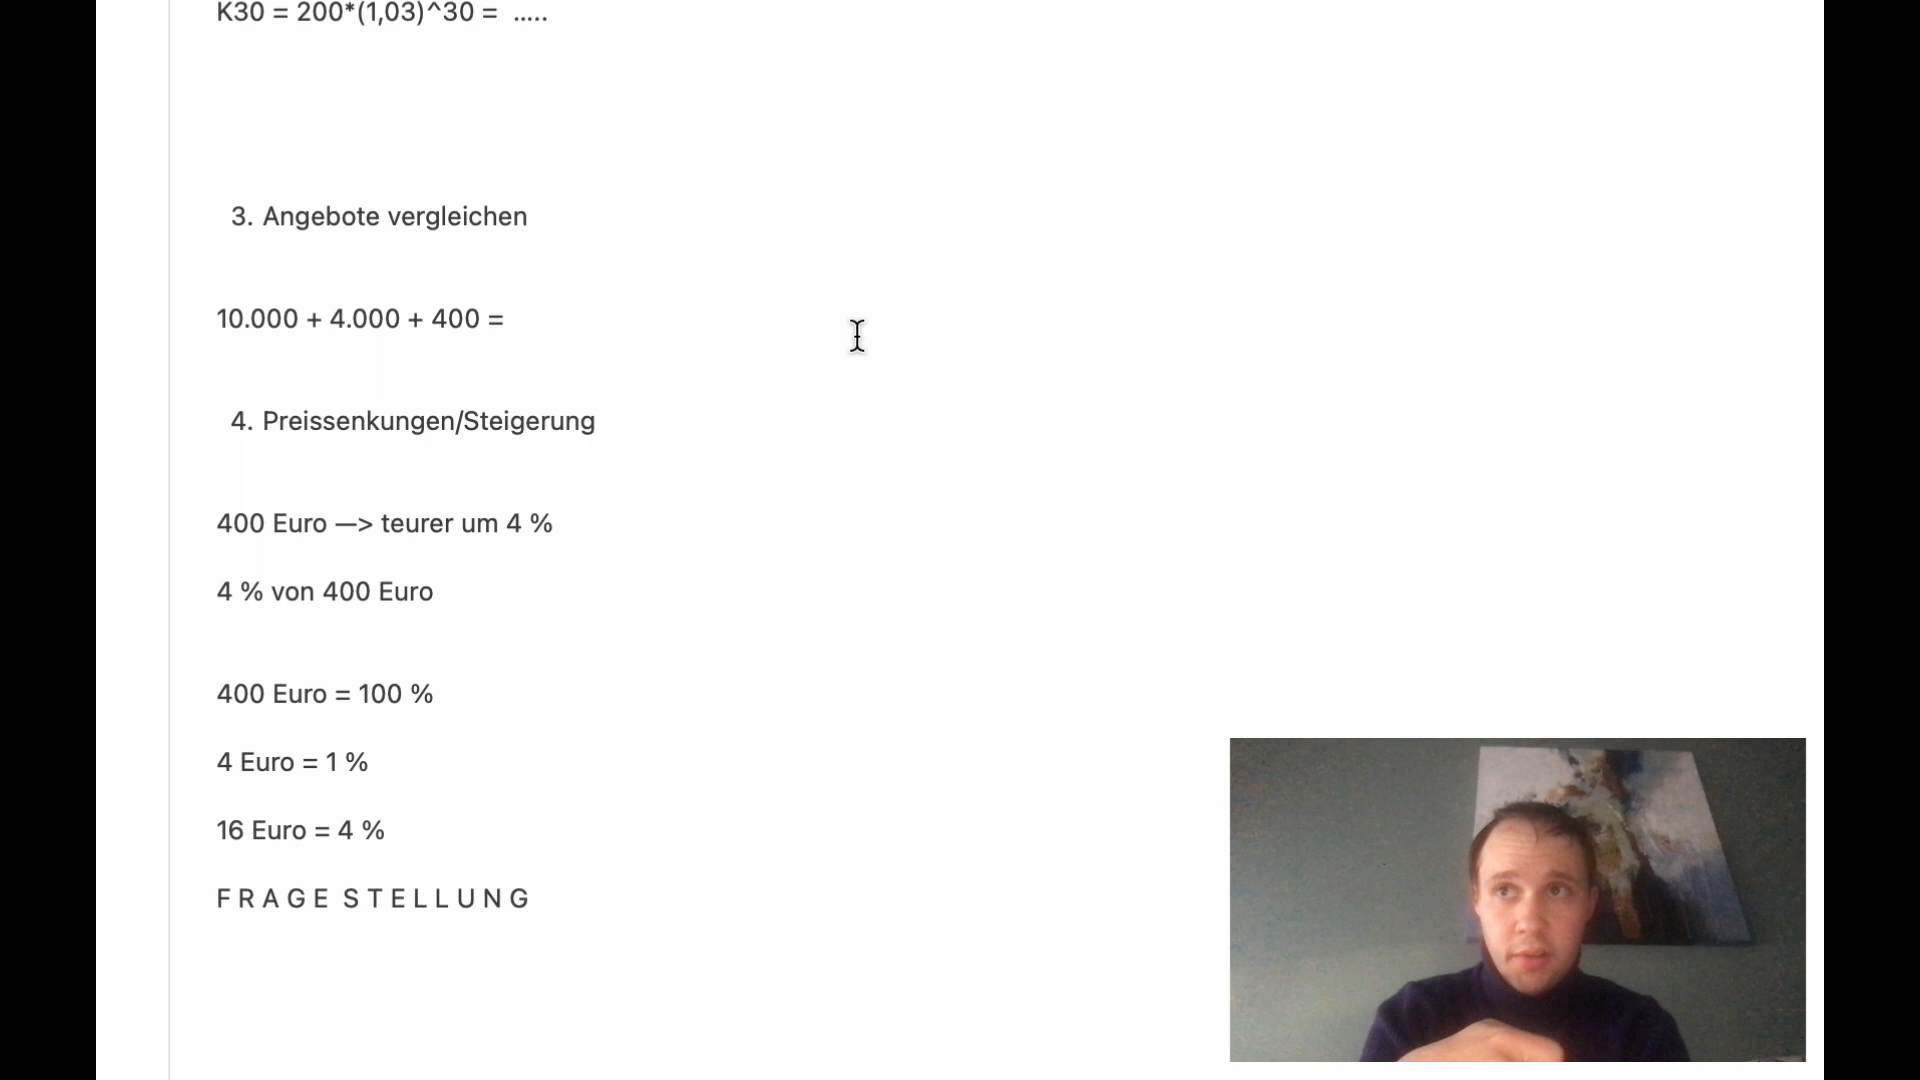 K30 = 200*(1,03)^30 = .....
3. Angebote vergleichen
10.000 + 4.000 + 400 =
4. Preissenkungen/Steigerung
400 Euro —> teurer um 4 %
4 % von 400 Euro
400 Euro = 100 %
4 Euro = 1 %
16 Euro = 4 %
F R A G E S T E L L U N G